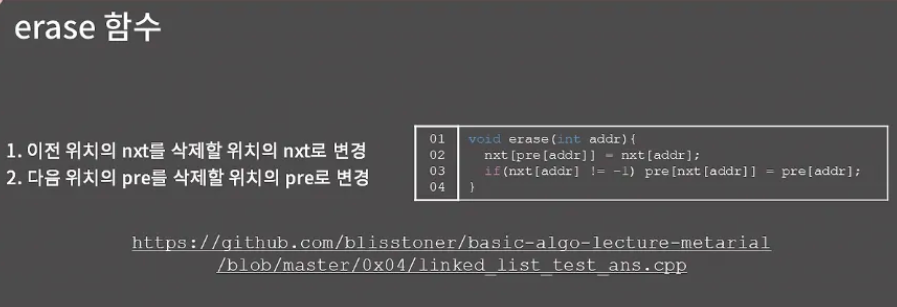 erase 함수
1. 이전 위치의 nxt를 삭제할 위치의 nxt로 변경
2. 다음 위치의 pre를 삭제할 위치의 pre로 변경
01 void erase(int addr){
02 nxt[pre[addr]] = nxt[addr];
03 if(nxt[addr] != -1) pre[nxt[addr]] = pre[addr];
04 }
https://github.com/blisstoner/basic-algo-lecture-metarial
/blob/master/0x04/linked_list_test_ans.cpp